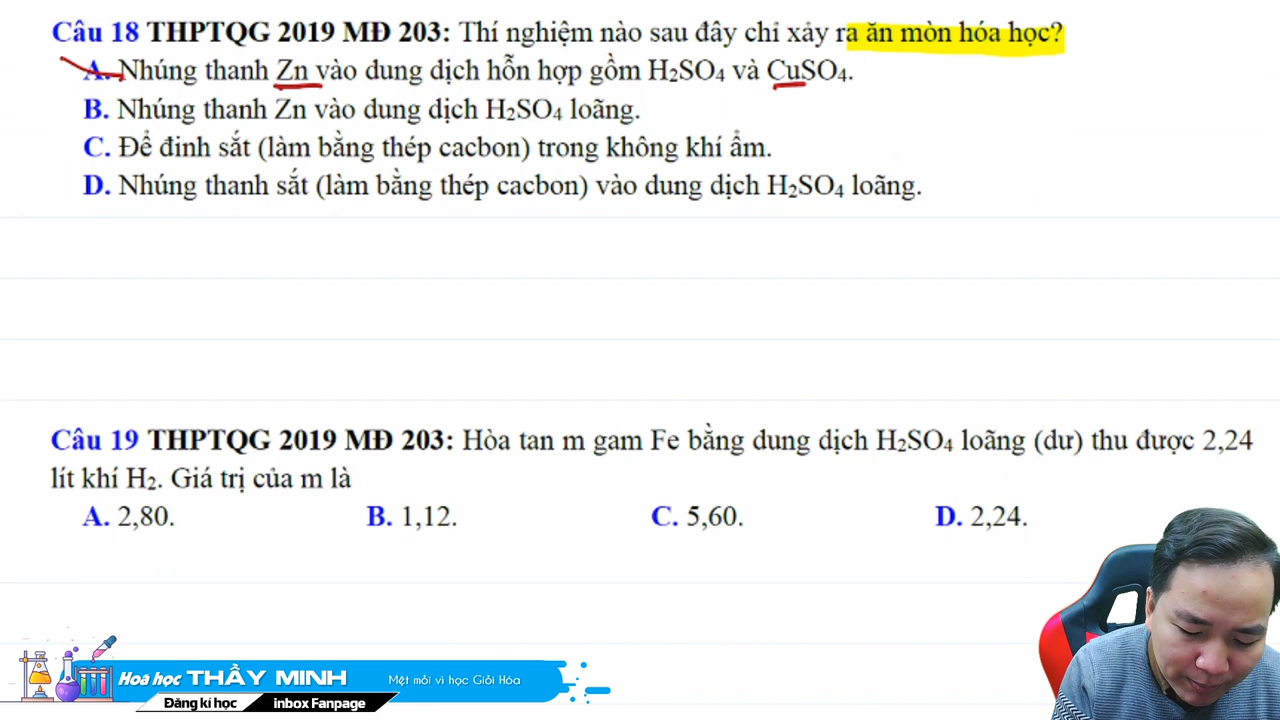 Câu 18 THPTQG 2019 MĐ 203: Thí nghiệm nào sau đây chỉ xảy ra ăn mòn hóa học?
A. Nhúng thanh Zn vào dung dịch hỗn hợp gồm H₂SO₄ và CuSO₄.
B. Nhúng thanh Zn vào dung dịch H₂SO₄ loãng.
C. Để đinh sắt (làm bằng thép cacbon) trong không khí ẩm.
D. Nhúng thanh sắt (làm bằng thép cacbon) vào dung dịch H₂SO₄ loãng.
Câu 19 THPTQG 2019 MĐ 203: Hòa tan m gam Fe bằng dung dịch H₂SO₄ loãng (dư) thu được 2,24
lít khí H₂. Giá trị của m là
A. 2,80. B. 1,12. C. 5,60. D. 2,24.
Hoá học THẦY MINH Mệt mỏi vì học Giỏi Hóa
Đăng kí học inbox Fanpage